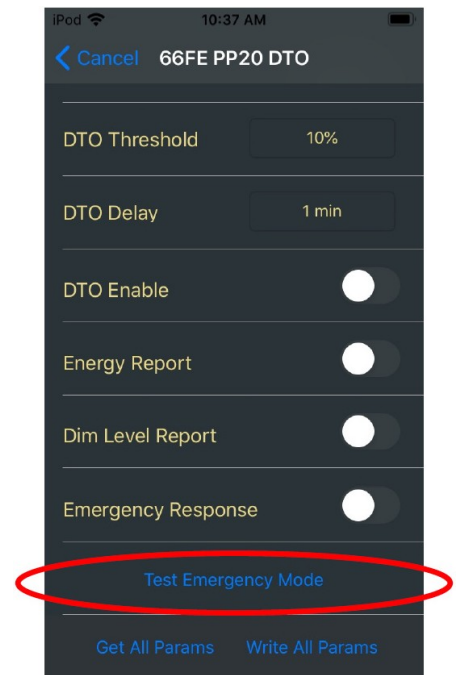 iPod 10:37 AM
Cancel 66FE PP20 DTO
DTO Threshold 10%
DTO Delay 1 min
DTO Enable
Energy Report
Dim Level Report
Emergency Response
Test Emergency Mode
Get All Params Write All Params